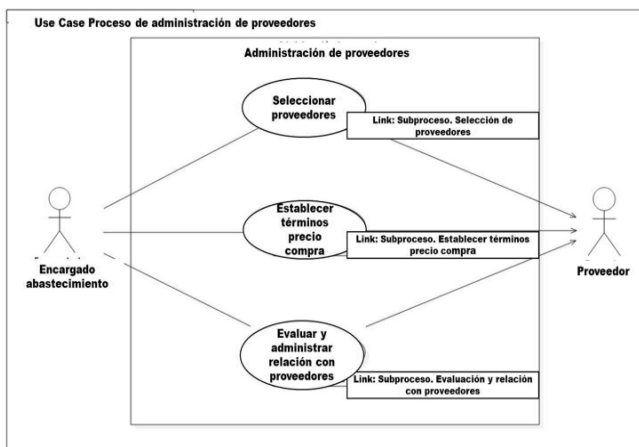 Use Case Proceso de administración de proveedores
Administración de proveedores
Seleccionar
proveedores
Link: Subproceso. Selección de
proveedores
Establecer
términos
precio
compra
Link: Subproceso. Establecer términos
precio compra
Encargado
abastecimiento
Proveedor
Evaluar y
administrar
relación con
proveedores
Link: Subproceso. Evaluación y relación
con proveedores